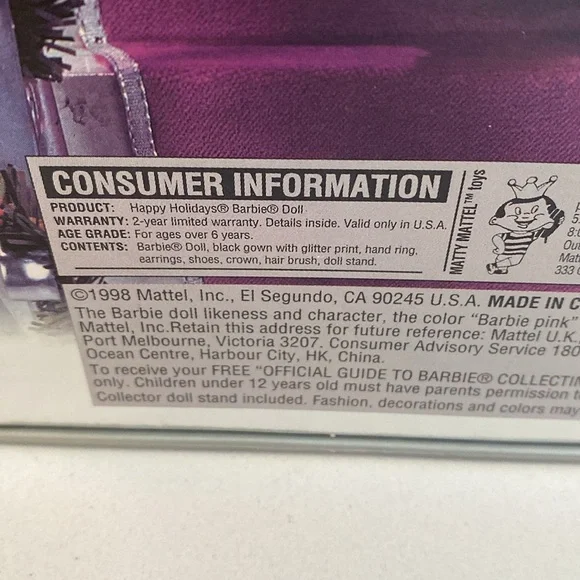 CONSUMER INFORMATION
PRODUCT: Happy Holidays® Barbie® Doll
WARRANTY: 2-year limited warranty. Details inside. Valid only in U.S.A.
AGE GRADE: For ages over 6 years.
CONTENTS: Barbie® Doll, black gown with glitter print, hand ring,
earrings, shoes, crown, hair brush, doll stand.
MATTY MATTEL™ toys
8:0
Ou
Matt
333 C
©1998 Mattel, Inc., El Segundo, CA 90245 U.S.A. MADE IN C
The Barbie doll likeness and character, the color "Barbie pink"
Mattel, Inc.Retain this address for future reference: Mattel U.K.
Port Melbourne, Victoria 3207. Consumer Advisory Service 180
Ocean Centre, Harbour City, HK, China.
To receive your FREE "OFFICIAL GUIDE TO BARBIE® COLLECTIN
only. Children under 12 years old must have parents permission to
Collector doll stand included. Fashion, decorations and colors may